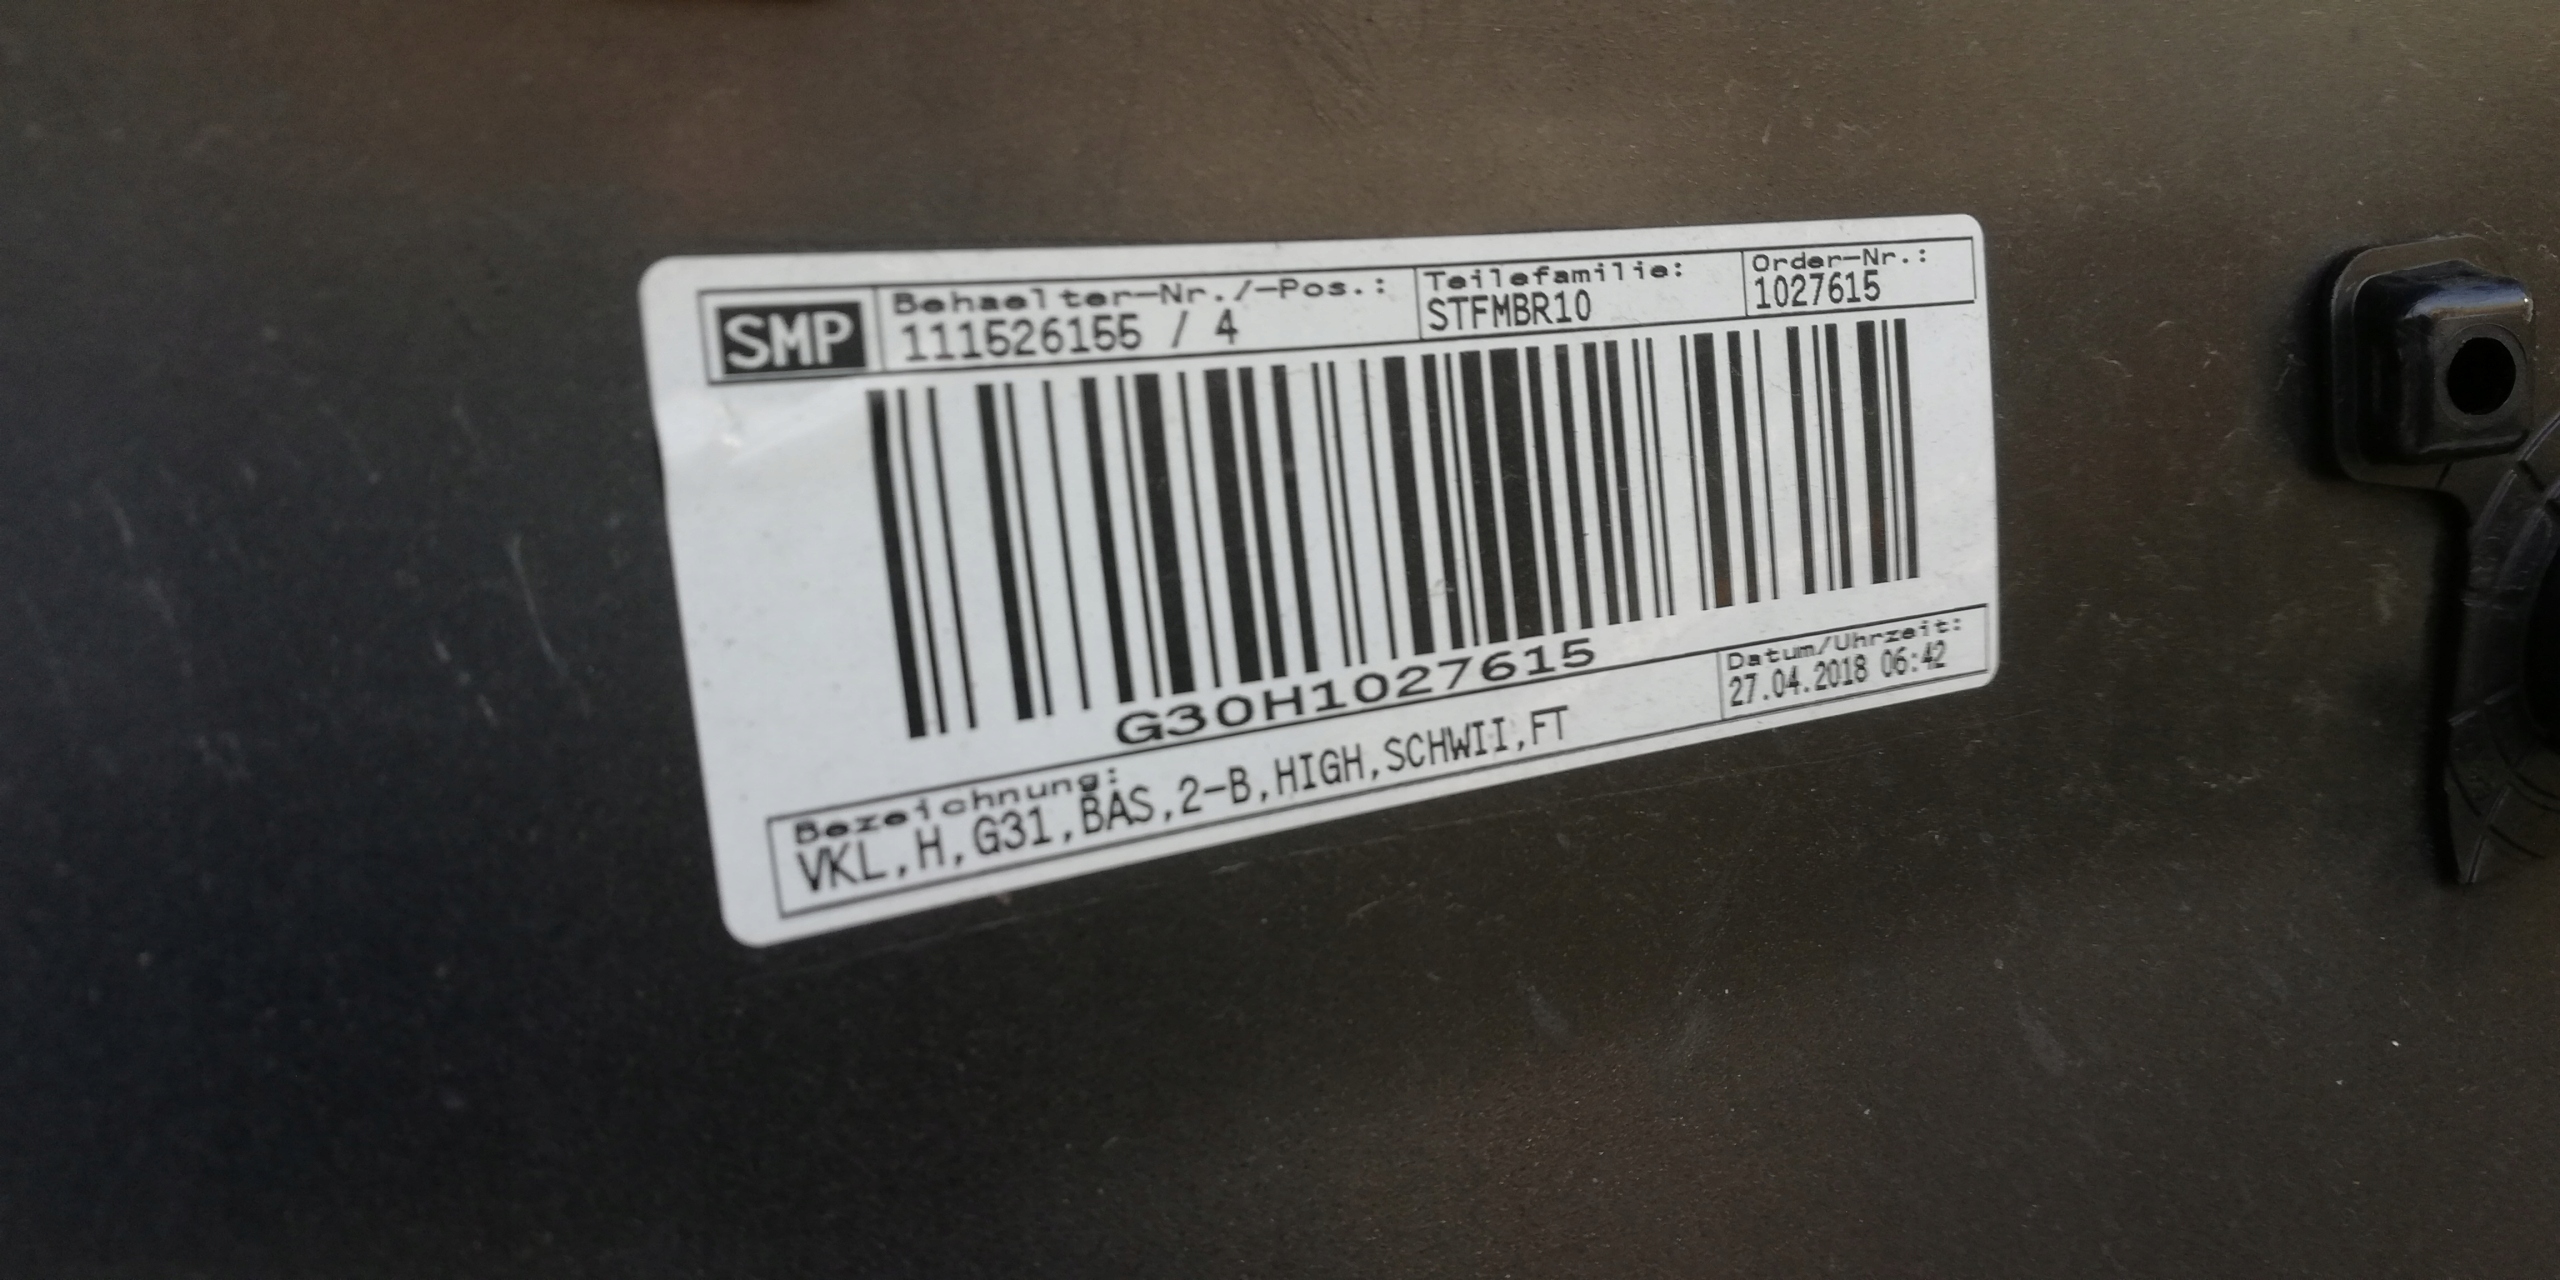 SMP
Behaelter-Nr./-Pos.:
111526155 / 4
Teilefamilie:
STFMBR10
Order-Nr.:
1027615
G30H1027615
Datum/Uhrzeit:
27.04.2018 06:42
Bezeichnung:
VKL,H,G31,BAS,2-B,HIGH,SCHWII,FT